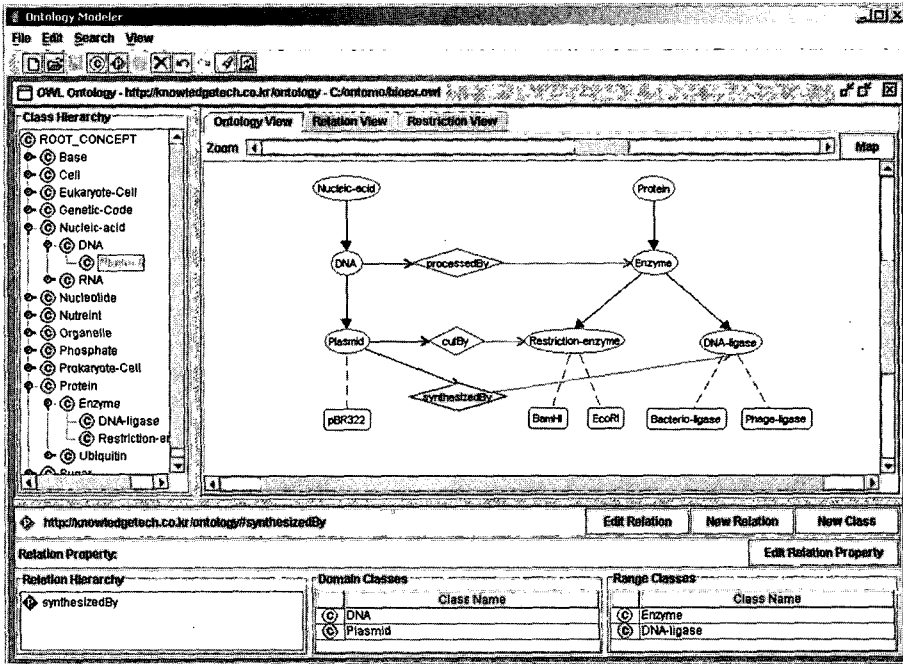 Ontology Modeler
File Edit Search View
OWL Ontology - http://knowledgetech.co.kr/ontology - C:/ontomo/bioex.owl
Class Hierarchy
ROOT_CONCEPT
Base
Cell
Eukaryote-Cell
Genetic-Code
Nucleic-acid
DNA
RNA
Nucleotide
Nutreint
Organelle
Phosphate
Prokaryote-Cell
Protein
Enzyme
DNA-ligase
Restriction-er
Ubiquitin
Sugar
Ontology View Relation View Restriction View
Zoom Map
Nucleic-acid Protein
DNA processedBy Enzyme
Plasmid cutBy Restriction-enzyme DNA-ligase
synthesizedBy
pBR322 BamHI EcoRI Bacterio-ligase Phage-ligase
http://knowledgetech.co.kr/ontology#synthesizedBy Edit Relation New Relation New Class
Relation Property: Edit Relation Property
Relation Hierarchy
synthesizedBy
Domain Classes
Class Name
DNA
Plasmid
Range Classes
Class Name
Enzyme
DNA-ligase